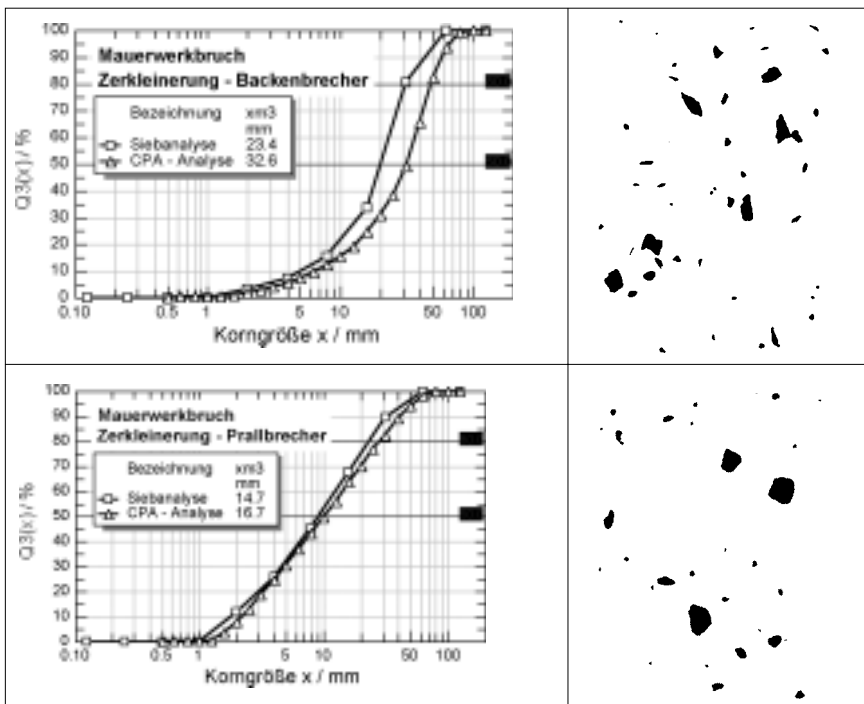 Mauerwerkbruch
Zerkleinerung - Backenbrecher
Bezeichnung xm3
mm
Siebanalyse 23.4
CPA - Analyse 32.6
Q3(x) / %
100
90
80
70
60
50
40
30
20
10
0
0.10 0.5 1 5 10 50 100
Korngröße x / mm
Mauerwerkbruch
Zerkleinerung - Prallbrecher
Bezeichnung xm3
mm
Siebanalyse 14.7
CPA - Analyse 16.7
Q3(x) / %
100
90
80
70
60
50
40
30
20
10
0
0.10 0.5 1 5 10 50 100
Korngröße x / mm